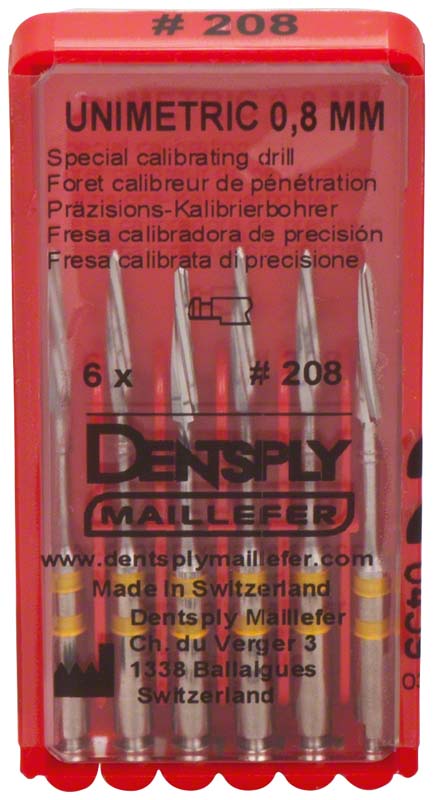 # 208
UNIMETRIC 0,8 MM
Special calibrating drill
Foret calibreur de pénétration
Präzisions-Kalibrierbohrer
Fresa calibradora de precisión
Fresa calibrata di precisione
6 x # 208
DENTSPLY
MAILLEFER
www.dentsplymaillefer.com
Made In Switzerland
Dentsply Maillefer
Ch. du Verger 3
1338 Ballaigues
Switzerland